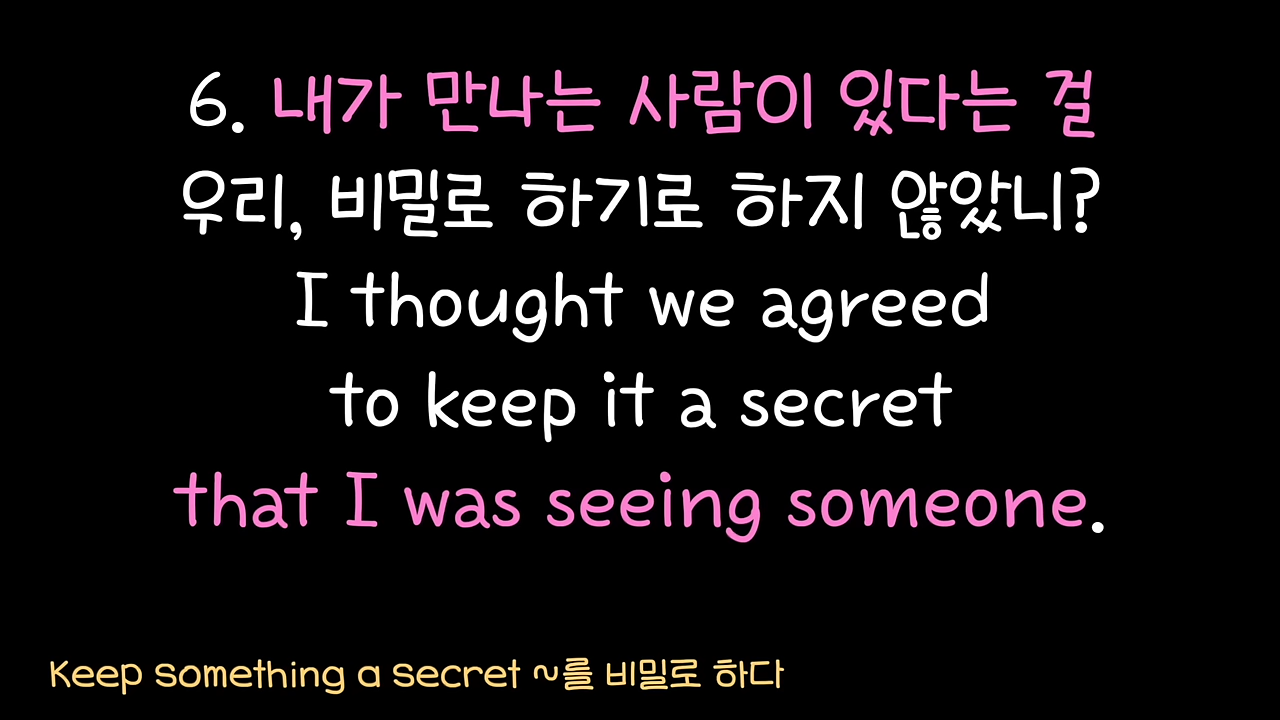 6. 내가 만나는 사람이 있다는 걸
우리, 비밀로 하기로 하지 않았니?
I thought we agreed
to keep it a secret
that I was seeing someone.
Keep something a secret ~를 비밀로 하다